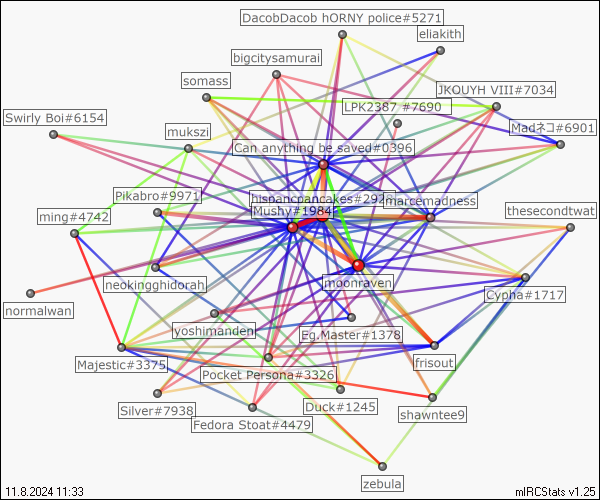 DacobDacob hORNY police#5271
eliakith
bigcitysamurai
somass
JKOUYH VIII#7034
LPK2387 #7690
Swirly Boi#6154
Madネコ#6901
mukszi
Can anything be saved#0396
Pikabro#9971
hispanicpancakes#292
marcemadness
Mushy#1984
thesecondtwat
ming#4742
moonraven
neokingghidorah
Cypha#1717
normalwan
yoshimanden
Eg.Master#1378
frisout
Majestic#3375
Pocket Persona#3326
Silver#7938
Duck#1245
shawntee9
Fedora Stoat#4479
zebula
11.8.2024 11:33
mIRCStats v1.25